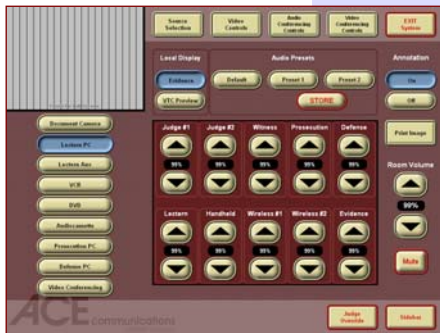 Source
Selection
Video
Controls
Audio
Conferencing
Controls
Video
Conferencing
Controls
EXIT
System
Local Display
Audio Presets
Annotation
Evidence
Default
Preset 1
Preset 2
On
VTC Preview
STORE
Off
Document Camera
Lectern PC
Lectern Aux
VCR
DVD
Audiocassette
Prosecution PC
Defense PC
Video Conferencing
Judge #1
Judge #2
Witness
Prosecution
Defense
99%
99%
99%
99%
99%
Lectern
Handheld
Wireless #1
Wireless #2
Evidence
99%
99%
99%
99%
99%
Print Image
Room Volume
99%
Mute
ACE communications
Judge
Override
Sidebar